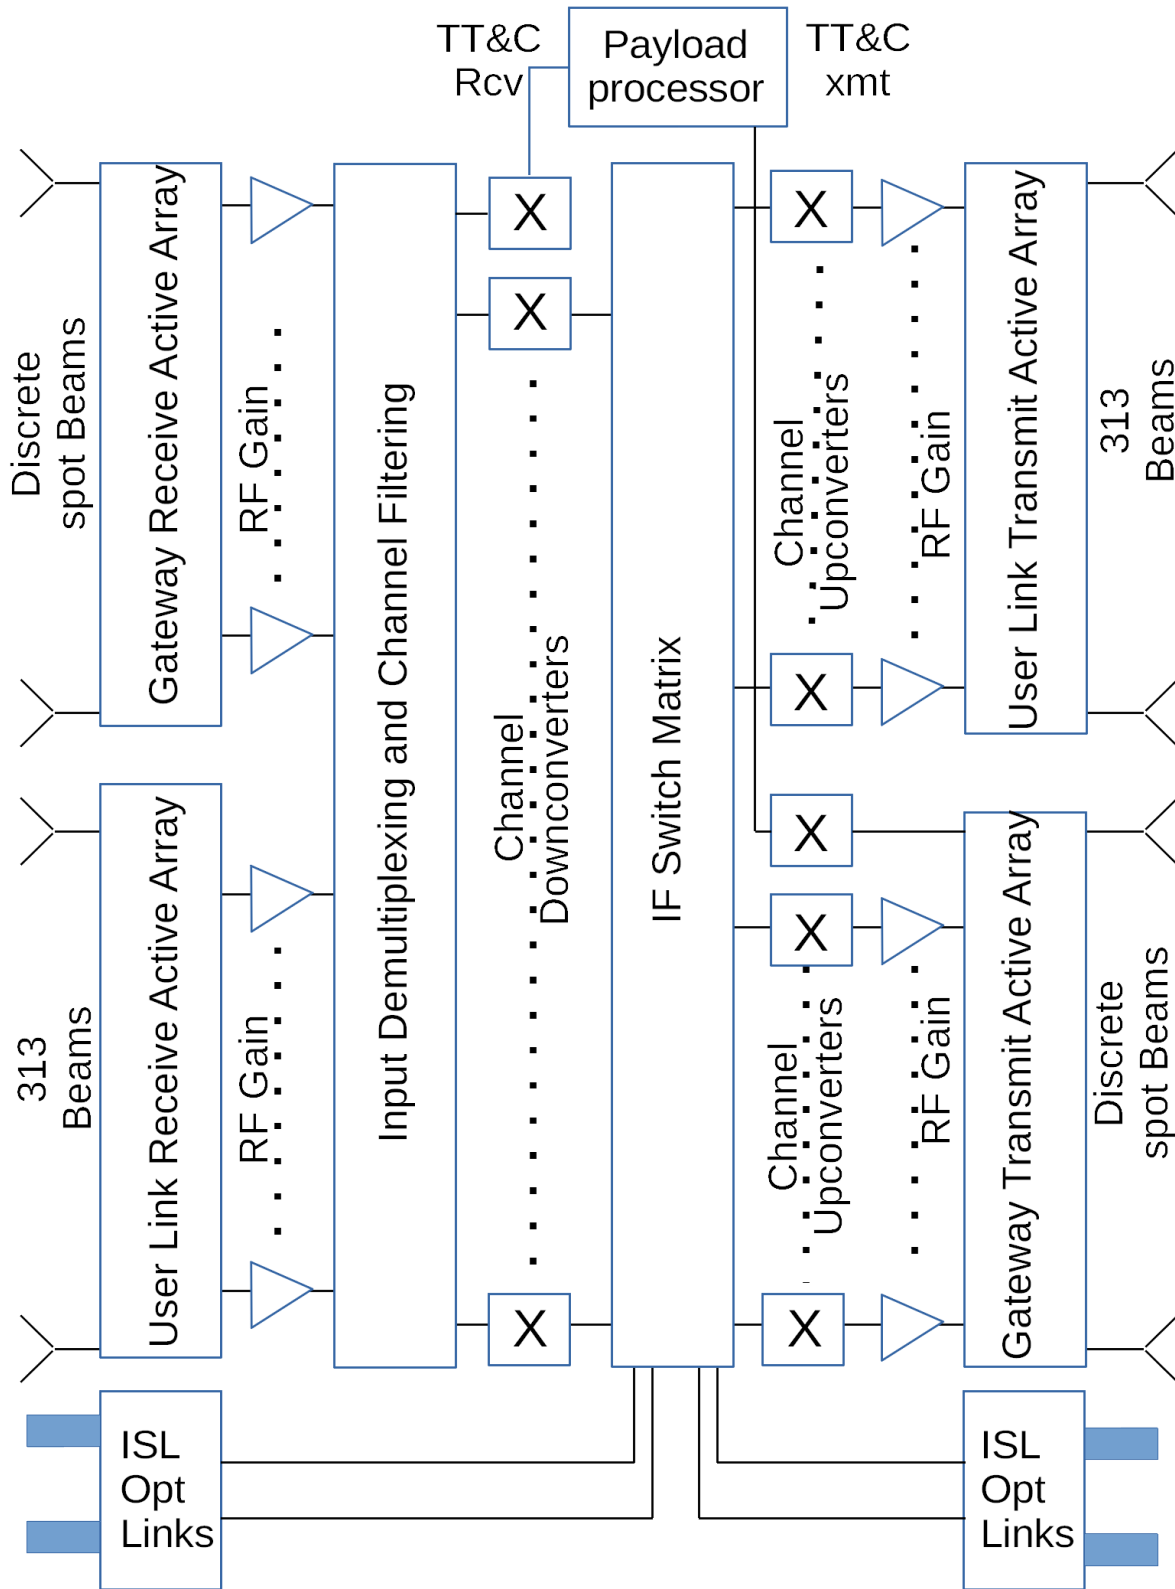 TT&C
Rcv
Payload
processor
TT&C
xmt
Discrete
spot Beams
Gateway Receive Active Array
RF Gain
Input Demultiplexing and Channel Filtering
X
X
Channel
Downconverters
X
IF Switch Matrix
X
Channel
Upconverters
X
RF Gain
User Link Transmit Active Array
313
Beams
313
Beams
User Link Receive Active Array
RF Gain
X
X
Channel
Upconverters
X
RF Gain
Gateway Transmit Active Array
Discrete
spot Beams
ISL
Opt
Links
ISL
Opt
Links